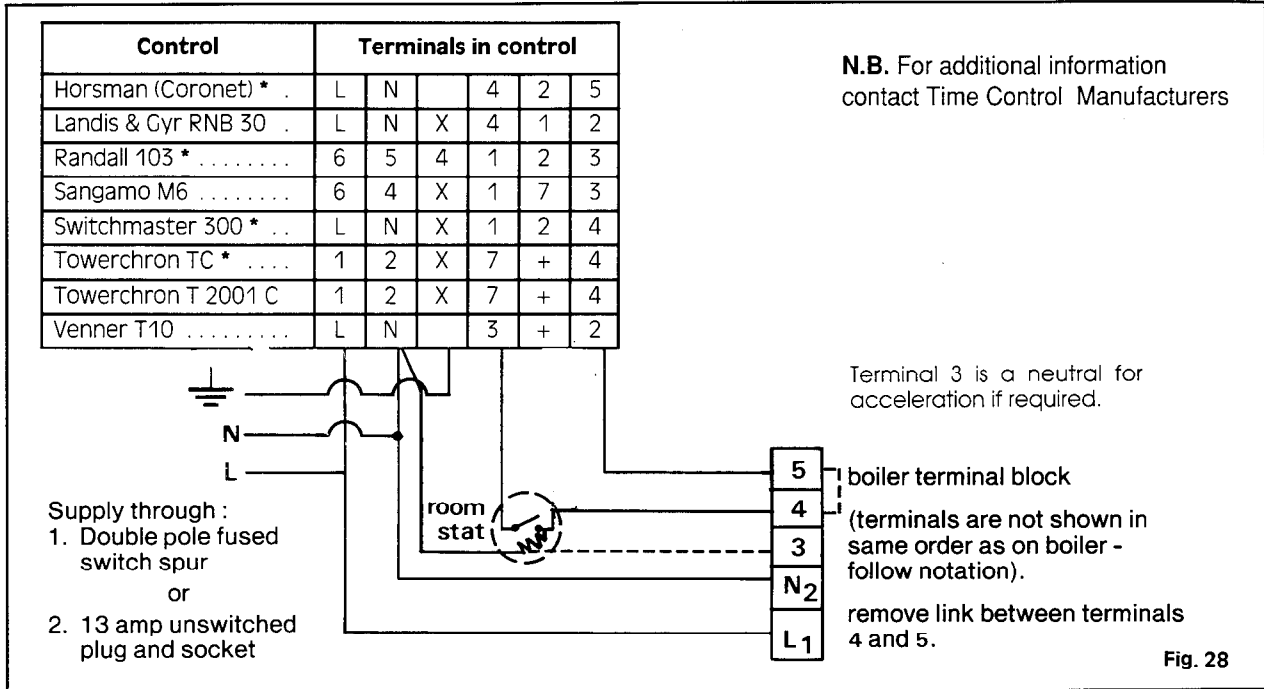 Control Terminals in control
Horsman (Coronet) * . L N 4 2 5
Landis & Gyr RNB 30 . L N X 4 1 2
Randall 103 * ........ 6 5 4 1 2 3
Sangamo M6 ........ 6 4 X 1 7 3
Switchmaster 300 * .. L N X 1 2 4
Towerchron TC * .... 1 2 X 7 + 4
Towerchron T 2001 C 1 2 X 7 + 4
Venner T10 ......... L N 3 + 2
N.B. For additional information
contact Time Control Manufacturers
Terminal 3 is a neutral for
acceleration if required.
N
L
Supply through :
1. Double pole fused
switch spur
or
2. 13 amp unswitched
plug and socket
room
stat
5
4
3
N2
L1
boiler terminal block
(terminals are not shown in
same order as on boiler -
follow notation).
remove link between terminals
4 and 5.
Fig. 28